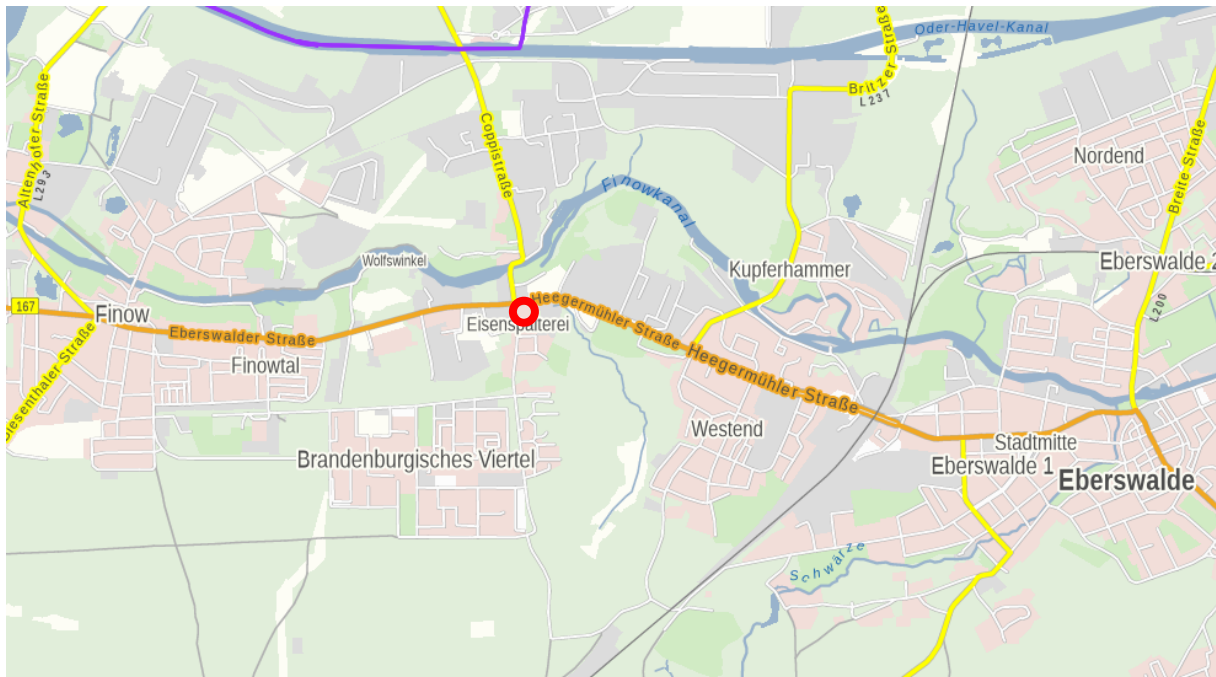 Oder-Havel-Kanal
Britzer Straße
L237
Altenhofer Straße
L293
Coppistraße
Nordend
Breite Straße
Finowkanal
Wolfswinkel
Kupferhammer
Eberswalde 2
L200
167
Finow
Heegermühler Straße
Eisenspalterei
Eberswalder Straße
Finowtal
Heegermühler Straße
Biesenthaler Straße
Westend
Stadtmitte
Brandenburgisches Viertel
Eberswalde 1
Eberswalde
Schwärze